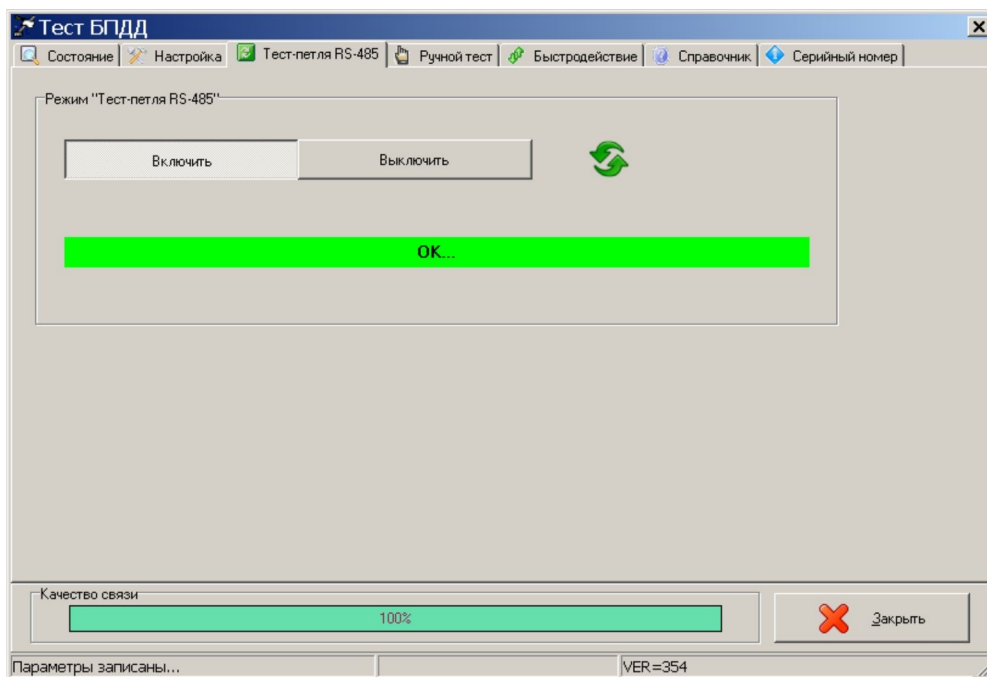 Тест БПДД
Состояние Настройка Тест-петля RS-485 Ручной тест Быстродействие Справочник Серийный номер
Режим "Тест-петля RS-485"
Включить Выключить
OK...
Качество связи
100%
Закрыть
Параметры записаны... VER=354